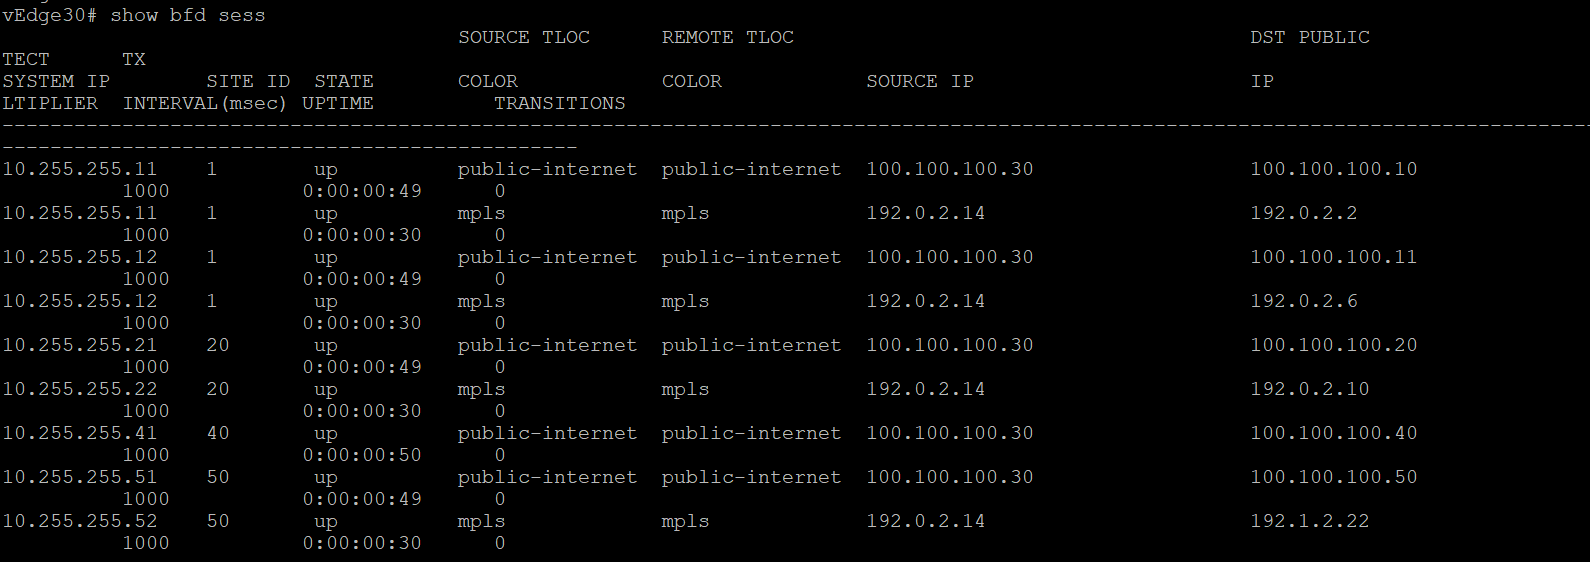 vEdge30# show bfd sess
SOURCE TLOC REMOTE TLOC DST PUBLIC
TECT TX
SYSTEM IP SITE ID STATE COLOR COLOR SOURCE IP IP
LTIPLIER INTERVAL(msec) UPTIME TRANSITIONS
------------------------------------------------------------------------------------------------------------------------------------
------------------------------------------------
10.255.255.11 1 up public-internet public-internet 100.100.100.30 100.100.100.10
1000 0:00:00:49 0
10.255.255.11 1 up mpls mpls 192.0.2.14 192.0.2.2
1000 0:00:00:30 0
10.255.255.12 1 up public-internet public-internet 100.100.100.30 100.100.100.11
1000 0:00:00:49 0
10.255.255.12 1 up mpls mpls 192.0.2.14 192.0.2.6
1000 0:00:00:30 0
10.255.255.21 20 up public-internet public-internet 100.100.100.30 100.100.100.20
1000 0:00:00:49 0
10.255.255.22 20 up mpls mpls 192.0.2.14 192.0.2.10
1000 0:00:00:30 0
10.255.255.41 40 up public-internet public-internet 100.100.100.30 100.100.100.40
1000 0:00:00:50 0
10.255.255.51 50 up public-internet public-internet 100.100.100.30 100.100.100.50
1000 0:00:00:49 0
10.255.255.52 50 up mpls mpls 192.0.2.14 192.1.2.22
1000 0:00:00:30 0